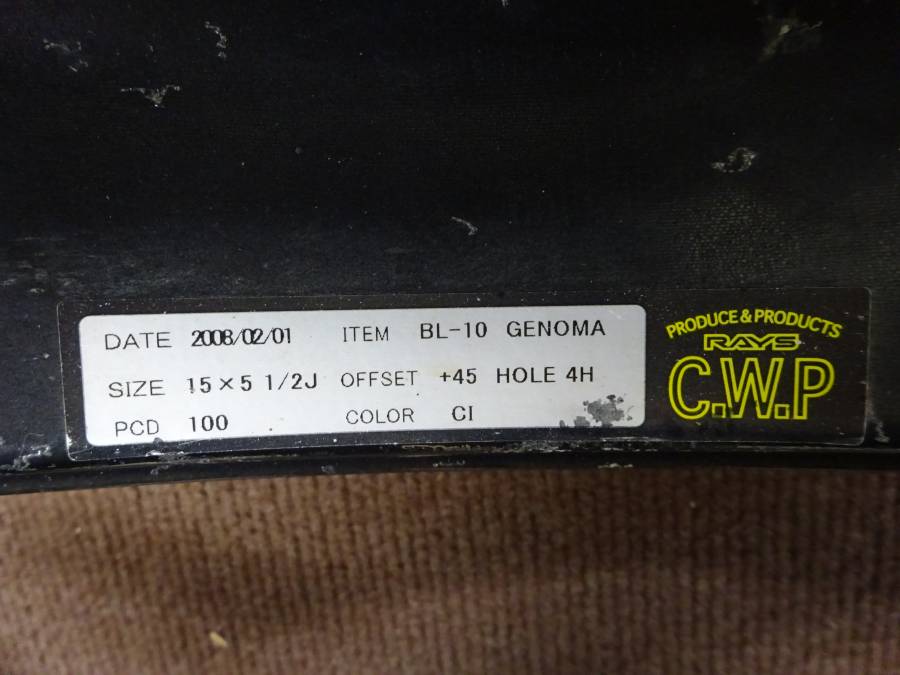 DATE 2008/02/01 ITEM BL-10 GENOMA
SIZE 15×5 1/2J OFFSET +45 HOLE 4H
PCD 100 COLOR CI
PRODUCE & PRODUCTS
RAYS
C.W.P